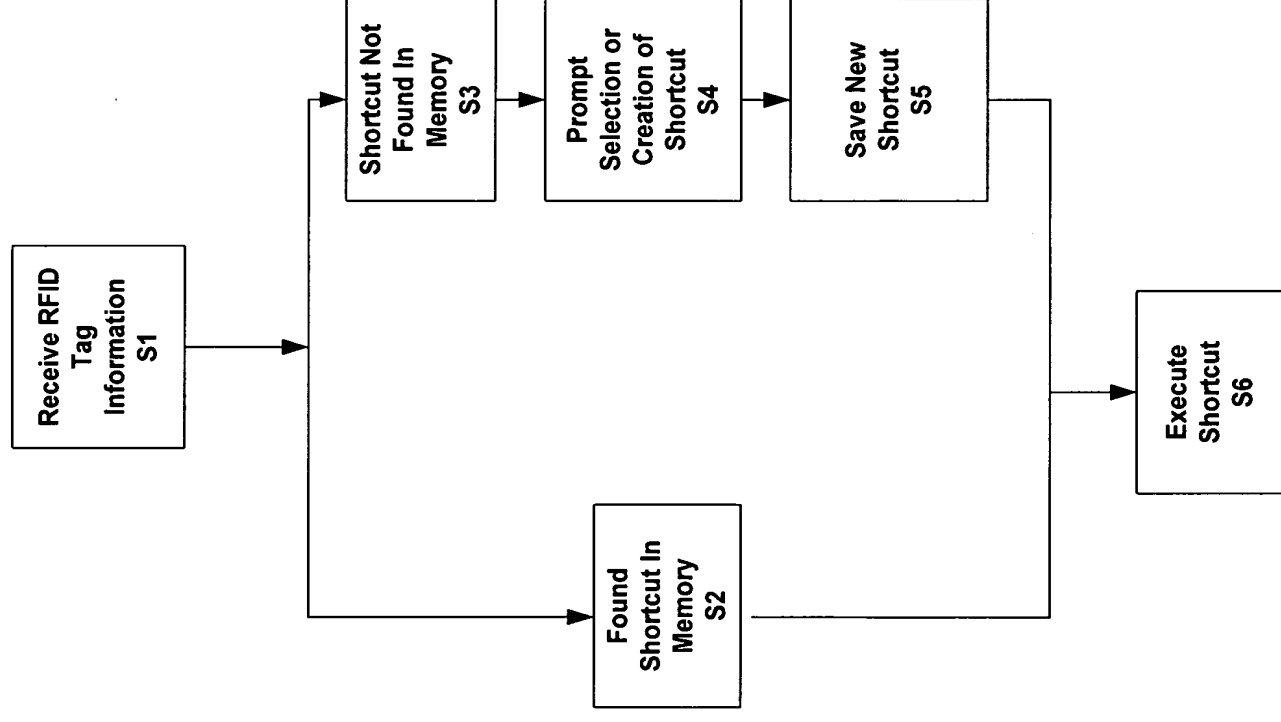 Receive RFID
Tag
Information
S1
Found
Shortcut In
Memory
S2
Shortcut Not
Found In
Memory
S3
Prompt
Selection or
Creation of
Shortcut
S4
Save New
Shortcut
S5
Execute
Shortcut
S6